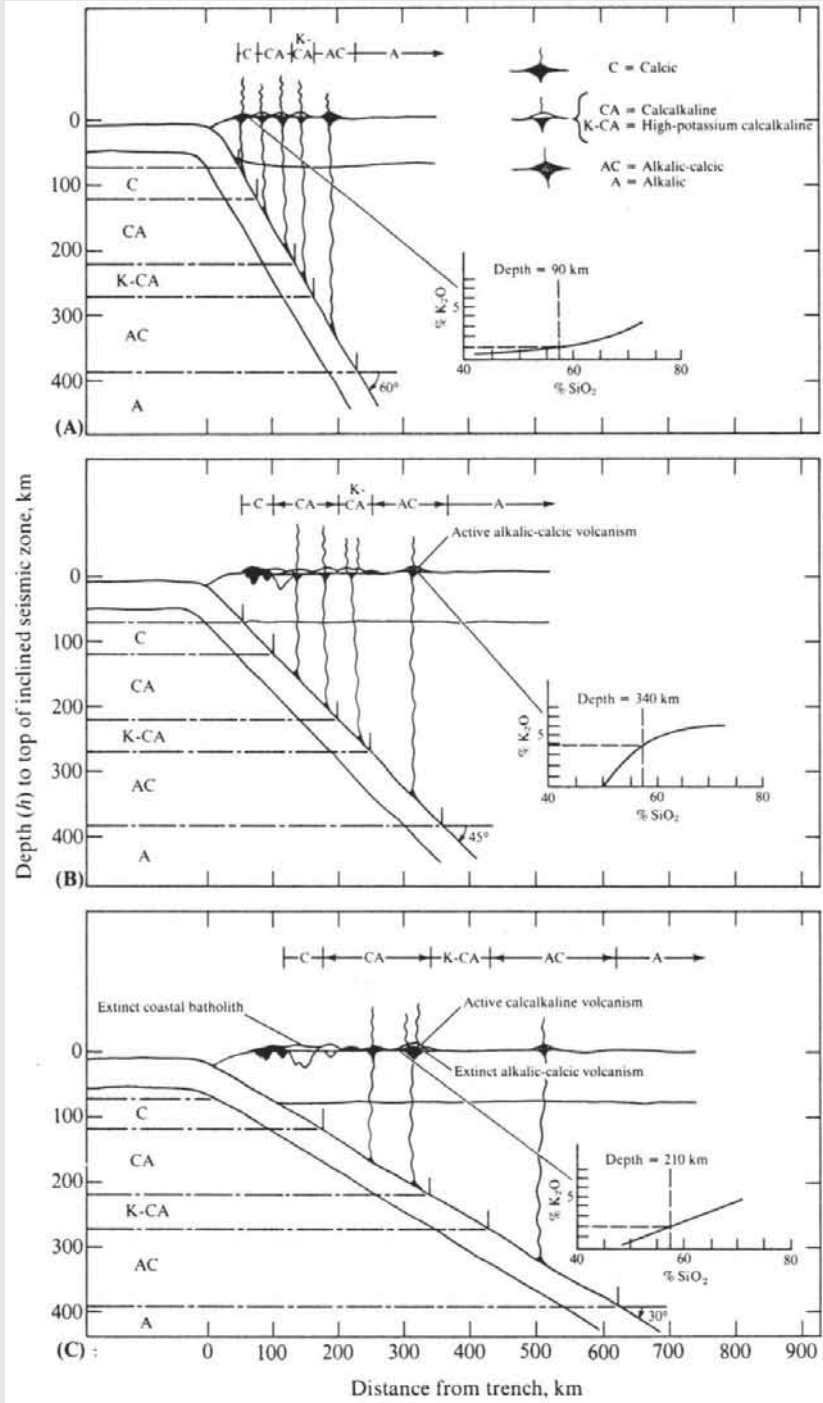 K-
C CA CA AC A
C = Calcic
CA = Calcalkaline
K-CA = High-potassium calcalkaline
AC = Alkalic-calcic
A = Alkalic
0
100
200
300
400
C
CA
K-CA
AC
A
60°
Depth = 90 km
% K₂O
5
40 60 80
% SiO₂
(A)
K-
C CA CA AC A
Active alkalic-calcic volcanism
0
100
200
300
400
C
CA
K-CA
AC
A
45°
Depth = 340 km
% K₂O
5
40 60 80
% SiO₂
(B)
Depth (h) to top of inclined seismic zone, km
C CA K-CA AC A
Extinct coastal batholith
Active calcalkaline volcanism
Extinct alkalic-calcic volcanism
0
100
200
300
400
C
CA
K-CA
AC
A
30°
Depth = 210 km
% K₂O
5
40 60 80
% SiO₂
(C) :
0 100 200 300 400 500 600 700 800 900
Distance from trench, km